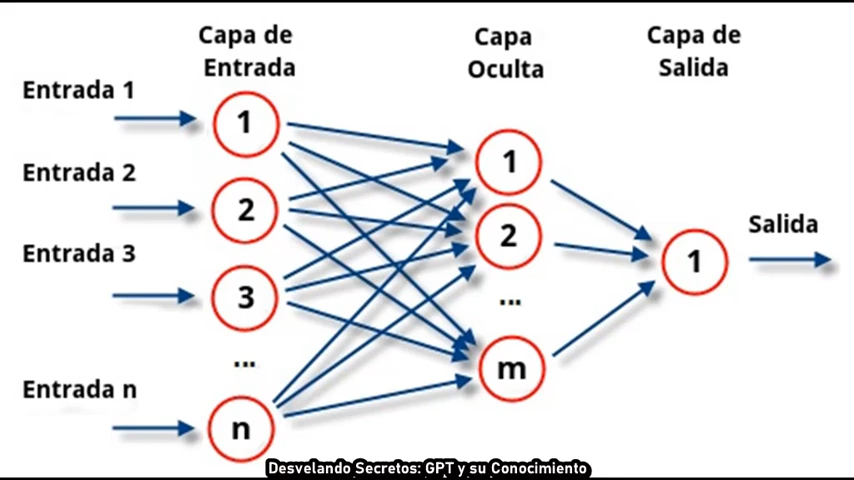 Capa de
Entrada
Capa
Oculta
Capa de
Salida
Entrada 1
1
Entrada 2
2
Entrada 3
3
...
Entrada n
n
1
2
...
m
1
Salida
Desvelando Secretos: GPT y su Conocimiento